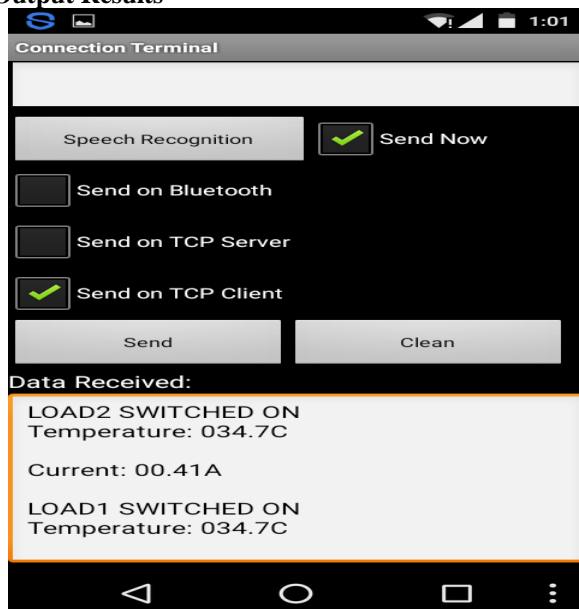 Output Results
1:01
Connection Terminal
Speech Recognition
Send Now
Send on Bluetooth
Send on TCP Server
Send on TCP Client
Send
Clean
Data Received:
LOAD2 SWITCHED ON
Temperature: 034.7C
Current: 00.41A
LOAD1 SWITCHED ON
Temperature: 034.7C